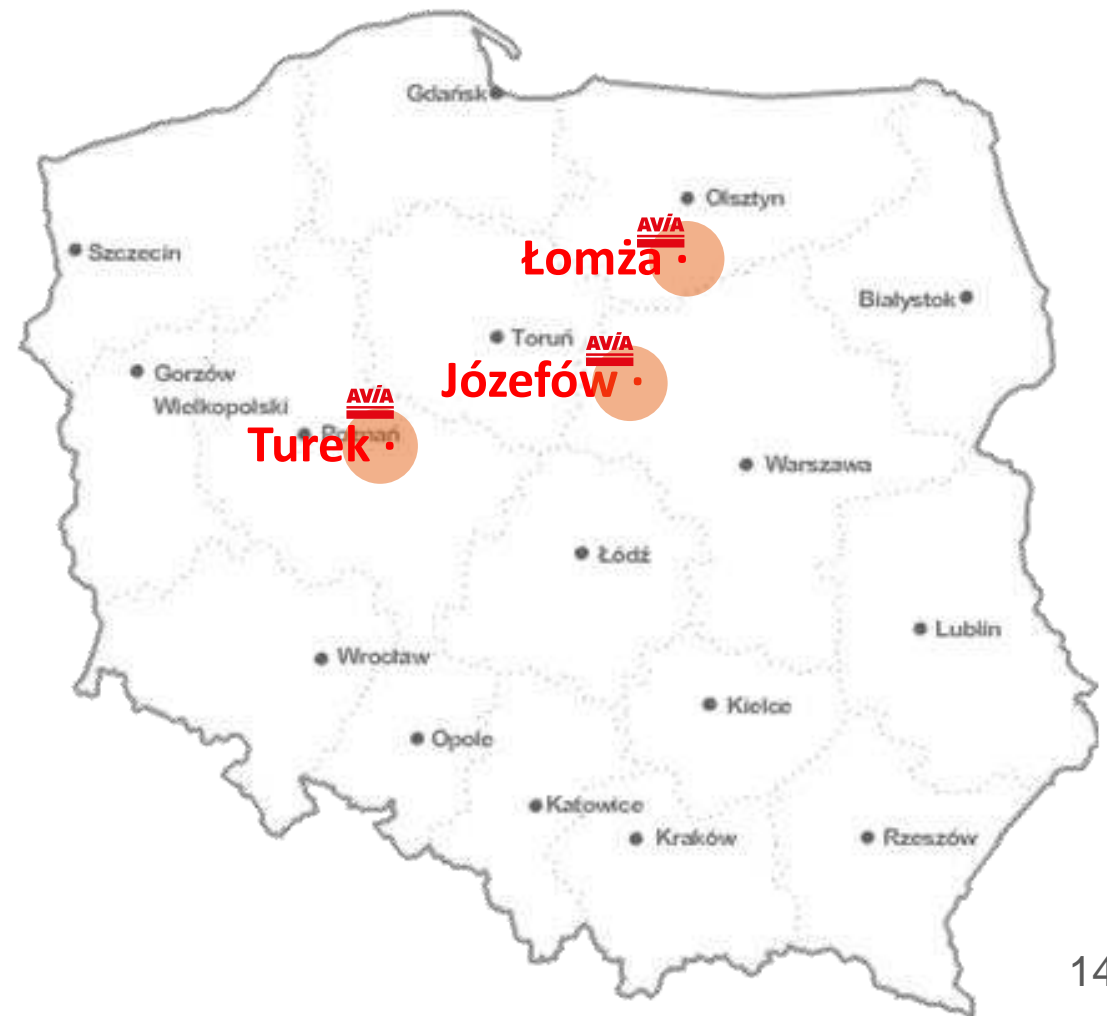 Gdańsk
Olsztyn
AVIA
Szczecin
Łomża
Białystok
Toruń
AVIA
Gorzów
Wielkopolski
Józefów
AVIA
Poznań
Turek
Warszawa
Łódź
Lublin
Wrocław
Kielce
Opole
Katowice
Kraków
Rzeszów
14